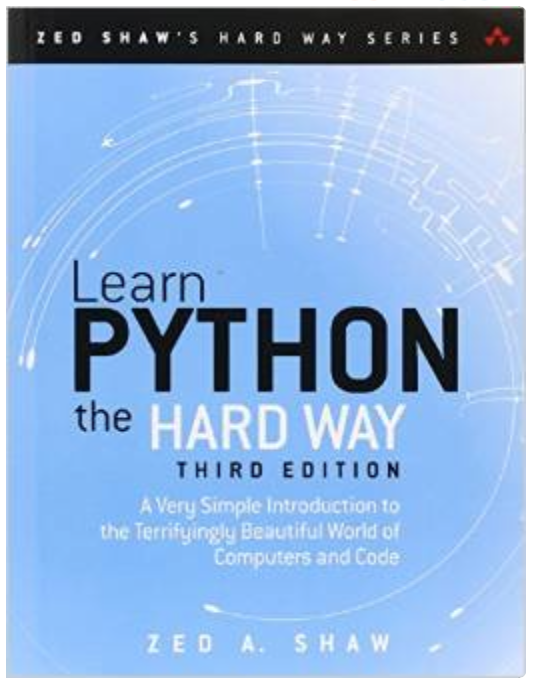 ZED SHAW'S HARD WAY SERIES
Learn
PYTHON
the HARD WAY
THIRD EDITION
A Very Simple Introduction to
the Terrifyingly Beautiful World of
Computers and Code
ZED A. SHAW